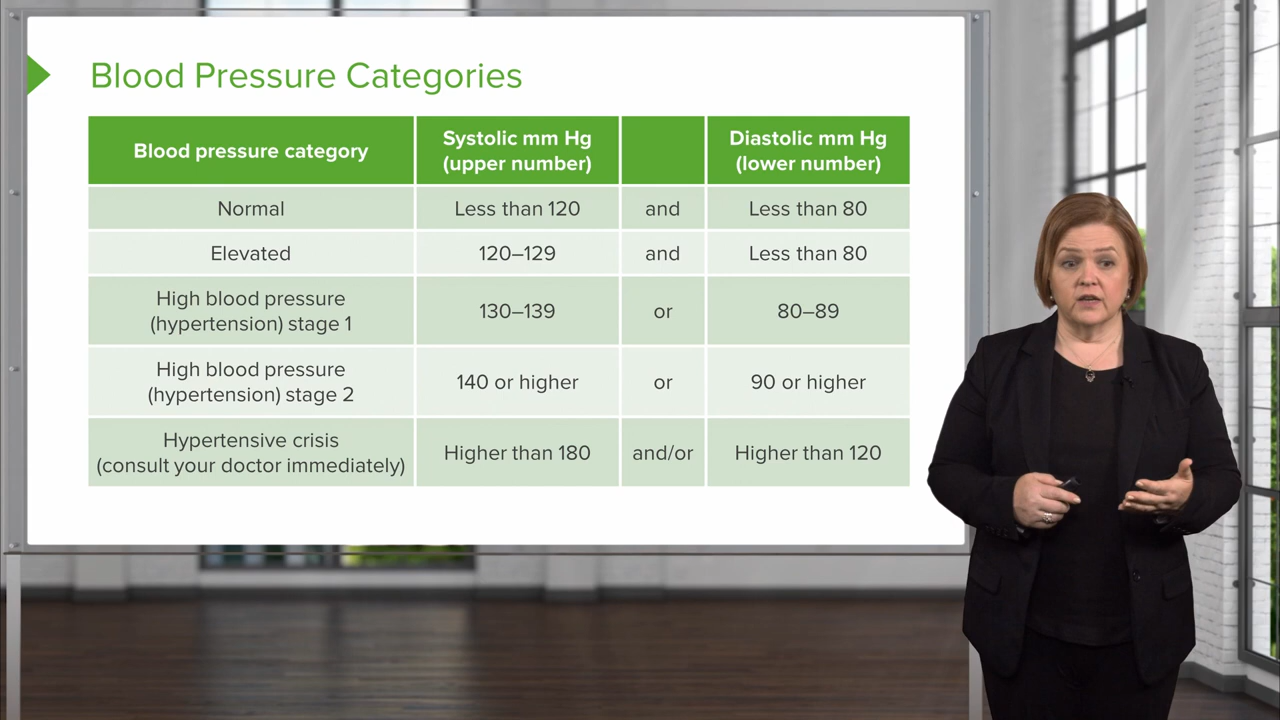 Blood Pressure Categories
Blood pressure category
Systolic mm Hg
(upper number)
Diastolic mm Hg
(lower number)
Normal
Less than 120
and
Less than 80
Elevated
120–129
and
Less than 80
High blood pressure
(hypertension) stage 1
130–139
or
80–89
High blood pressure
(hypertension) stage 2
140 or higher
or
90 or higher
Hypertensive crisis
(consult your doctor immediately)
Higher than 180
and/or
Higher than 120